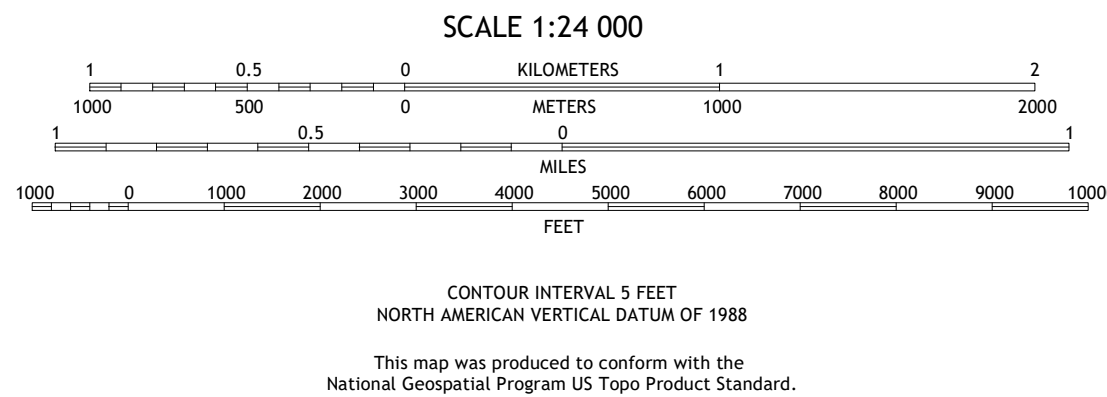 SCALE 1:24 000
1 0.5 0 KILOMETERS 1 2
1000 500 0 METERS 1000 2000
1 0.5 0 1
MILES
1000 0 1000 2000 3000 4000 5000 6000 7000 8000 9000 1000
FEET
CONTOUR INTERVAL 5 FEET
NORTH AMERICAN VERTICAL DATUM OF 1988
This map was produced to conform with the
National Geospatial Program US Topo Product Standard.